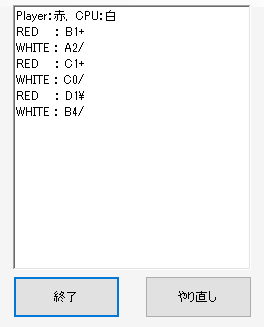 Player：赤, CPU：白
RED : B1+
WHITE : A2/
RED : C1+
WHITE : C0/
RED : D1¥
WHITE : B4/
終了
やり直し